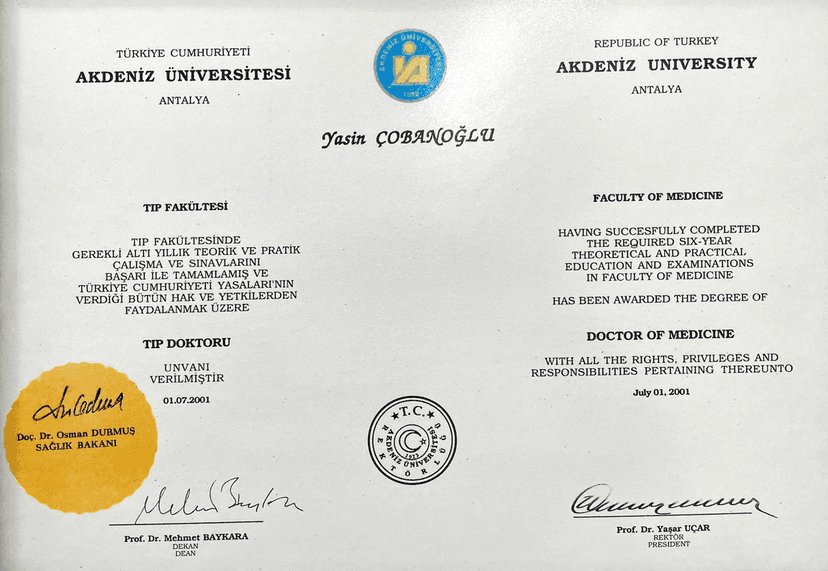 TÜRKİYE CUMHURİYETİ
AKDENİZ ÜNİVERSİTESİ
ANTALYA
AKDENİZ ÜNİVERSİTESİ
REPUBLIC OF TURKEY
AKDENİZ UNIVERSITY
ANTALYA
Yasin ÇOBANOĞLU
TIP FAKÜLTESİ
TIP FAKÜLTESİNDE
GEREKLİ ALTI YILLIK TEORİK VE PRATİK
ÇALIŞMA VE SINAVLARINI
BAŞARI İLE TAMAMLAMIŞ VE
TÜRKİYE CUMHURİYETİ YASALARI'NIN
VERDİĞİ BÜTÜN HAK VE YETKİLERDEN
FAYDALANMAK ÜZERE
TIP DOKTORU
UNVANI
VERİLMİŞTİR
01.07.2001
FACULTY OF MEDICINE
HAVING SUCCESFULLY COMPLETED
THE REQUIRED SIX-YEAR
THEORETICAL AND PRACTICAL
EDUCATION AND EXAMINATIONS
IN FACULTY OF MEDICINE
HAS BEEN AWARDED THE DEGREE OF
DOCTOR OF MEDICINE
WITH ALL THE RIGHTS, PRIVILEGES AND
RESPONSIBILITIES PERTAINING THEREUNTO
July 01, 2001
Doç. Dr. Osman DURMUŞ
SAĞLIK BAKANI
T.C.
AKDENİZ ÜNİVERSİTESİ
REKTÖRLÜĞÜ
1973
Prof. Dr. Mehmet BAYKARA
DEKAN
DEAN
Prof. Dr. Yaşar UÇAR
REKTÖR
PRESIDENT